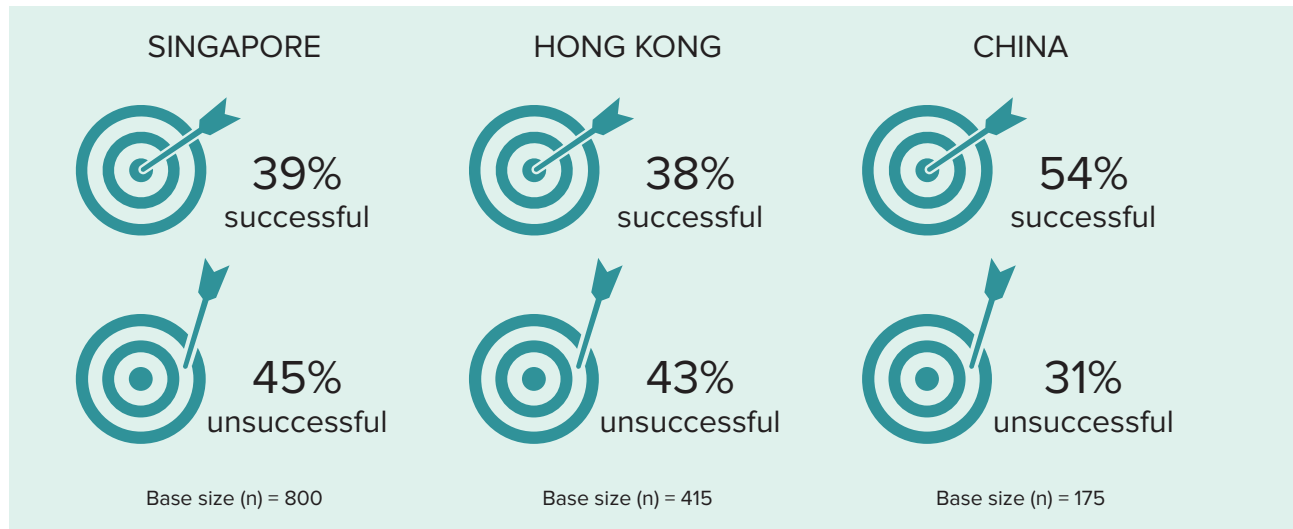 SINGAPORE
39%
successful
45%
unsuccessful
Base size (n) = 800
HONG KONG
38%
successful
43%
unsuccessful
Base size (n) = 415
CHINA
54%
successful
31%
unsuccessful
Base size (n) = 175